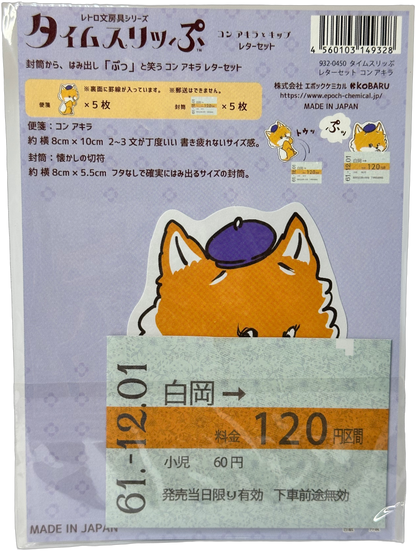 レトロ文房具シリーズ
タイムスリッぷ
コン アキラ×キップ
レターセット
封筒から、はみ出し「ぷっ」と笑うコン アキラレターセット
4 560103 149328
932-0450 タイムスリッぷ
レターセット コン アキラ
株式会社 エポックケミカル KOBARU
https://www.epoch-chemical.jp/
MADE IN JAPAN
※裏面に罫線が入っています。 ※郵送はできません。
便箋 ×5枚 封筒 ×5枚
便箋：コン アキラ
約 横8cm×10cm 2~3文が丁度いい 書き疲れないサイズ感。
封筒：懐かしの切符
約 横8cm×5.5cm フタなしで確実にはみ出るサイズの封筒。
トウッ
ぷっ
61.-12.01
白岡→
料金 120円区間
小児 60円
発売当日限り有効 下車前途無効
MADE IN JAPAN